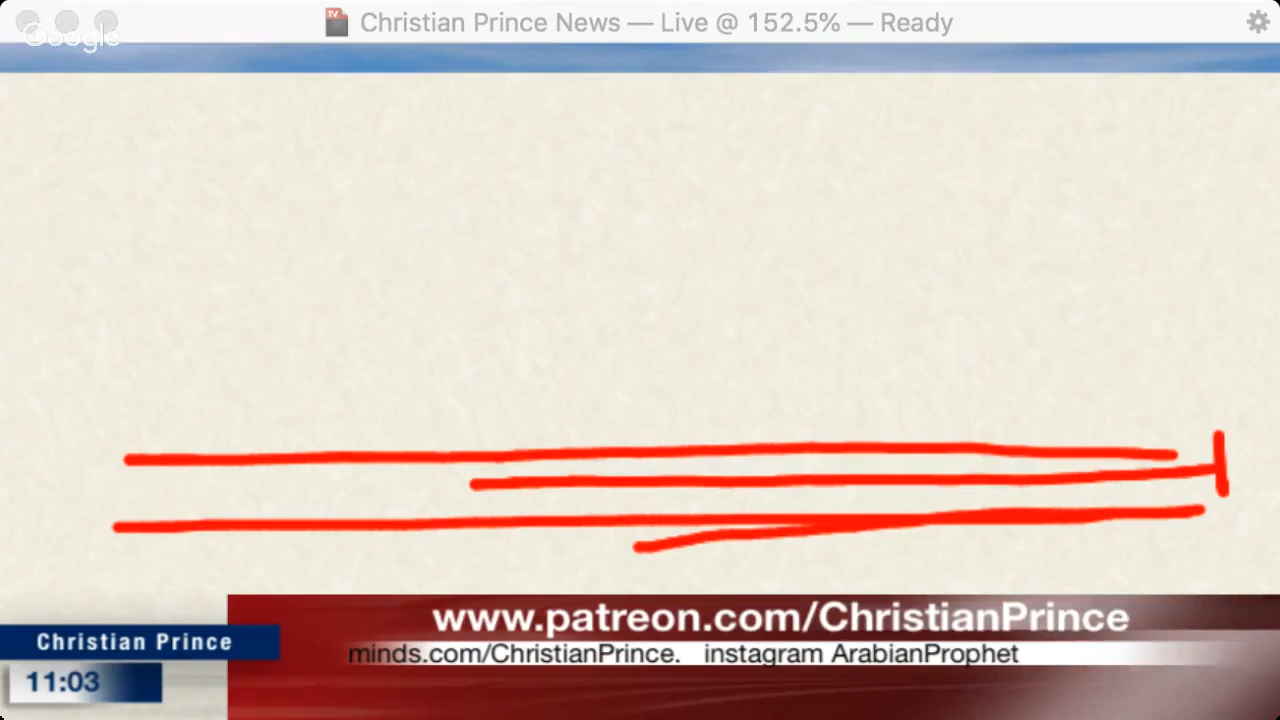 Christian Prince News — Live @ 152.5% — Ready
Google
TV
www.patreon.com/ChristianPrince
Christian Prince
minds.com/ChristianPrince. instagram ArabianProphet
11:03